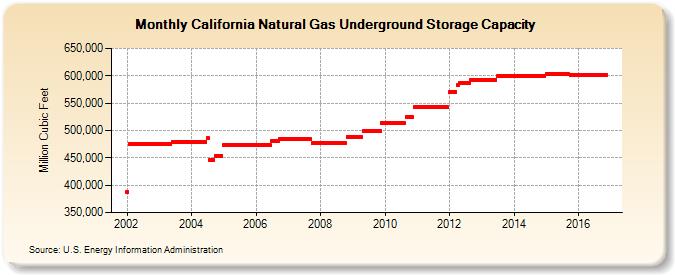 Monthly California Natural Gas Underground Storage Capacity
Million Cubic Feet
650,000
600,000
550,000
500,000
450,000
400,000
350,000
2002 2004 2006 2008 2010 2012 2014 2016
Source: U.S. Energy Information Administration